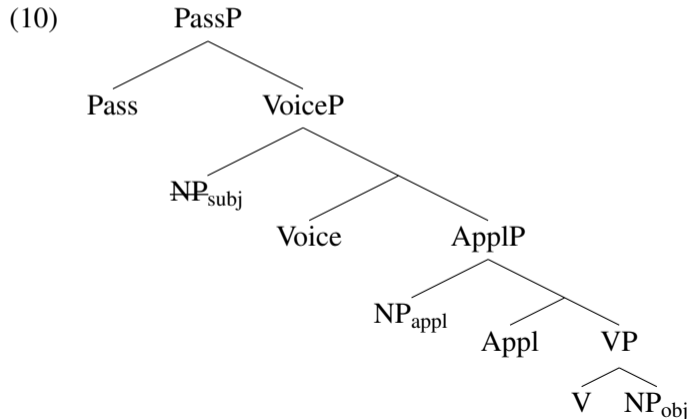 (10) PassP
Pass VoiceP
NPsubj
Voice ApplP
NPappl
Appl VP
V NPobj